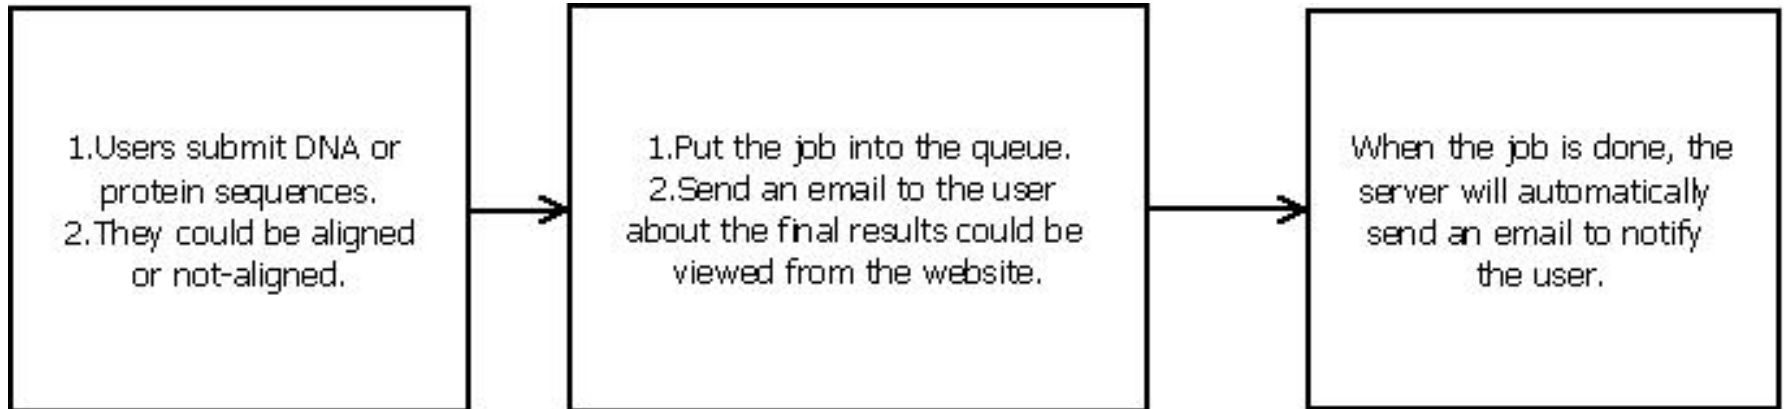 1.Users submit DNA or
protein sequences.
2.They could be aligned
or not-aligned.
1.Put the job into the queue.
2.Send an email to the user
about the final results could be
viewed from the website.
When the job is done, the
server will automatically
send an email to notify
the user.